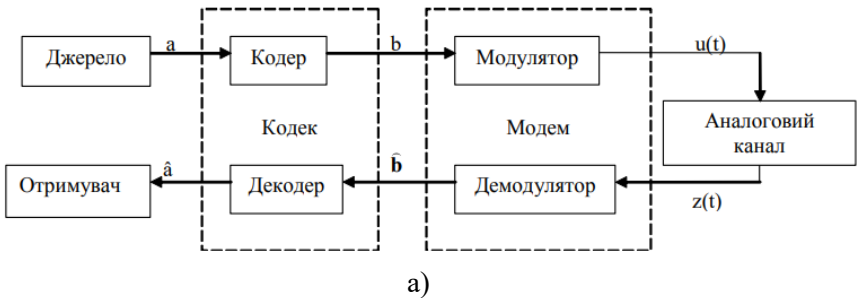 Джерело
a
Кодер
b
Модулятор
u(t)
Аналоговий
канал
Кодек
Модем
Отримувач
â
Декодер
b̂
Демодулятор
z(t)
а)